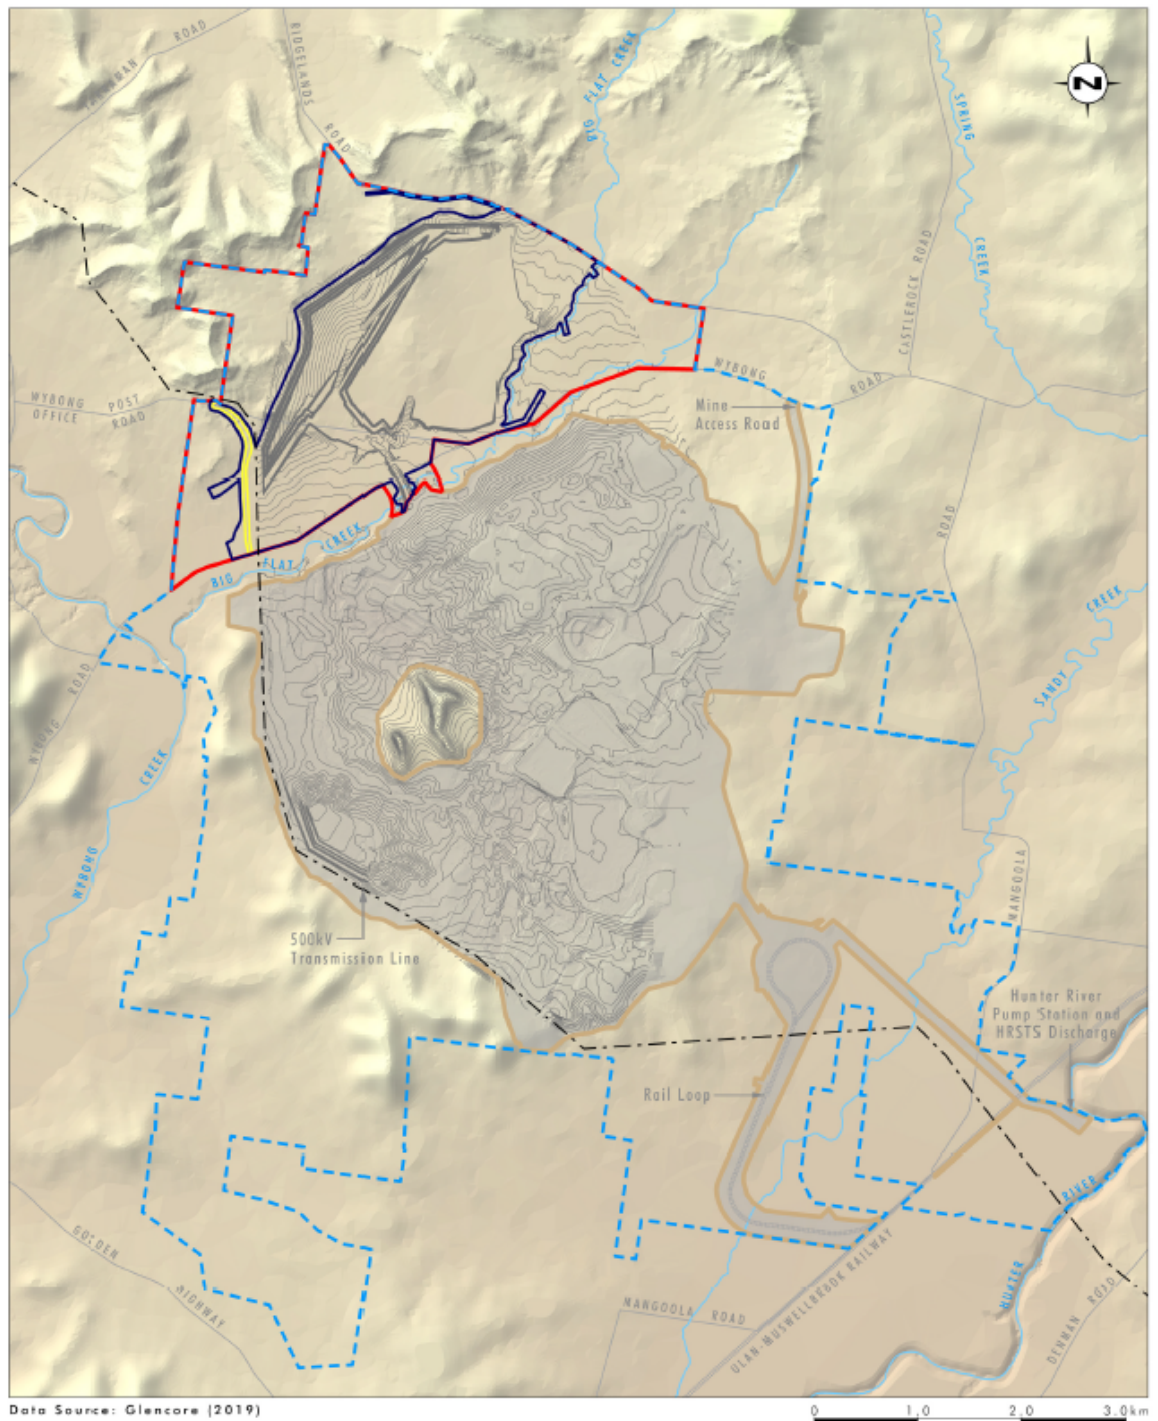 ROAD
RIDGELANDS
ROAD
BIG FLAT CREEK
SPRING
CREEK
N
CASTLEROCK ROAD
WYBONG
ROAD
WYBONG POST
OFFICE ROAD
Mine
Access Road
ROAD
BIG FLAT CREEK
SANDY CREEK
WYBONG ROAD
WYBONG CREEK
MANGOOLA
500kV
Transmission Line
Hunter River
Pump Station and
HRSTS Discharge
Rail Loop
HUNTER RIVER
GOLDEN HIGHWAY
MANGOOLA ROAD
ULAN-MUSWELLBROOK RAILWAY
DENMAN ROAD
Data Source: Glencore (2019)
0 1.0 2.0 3.0km